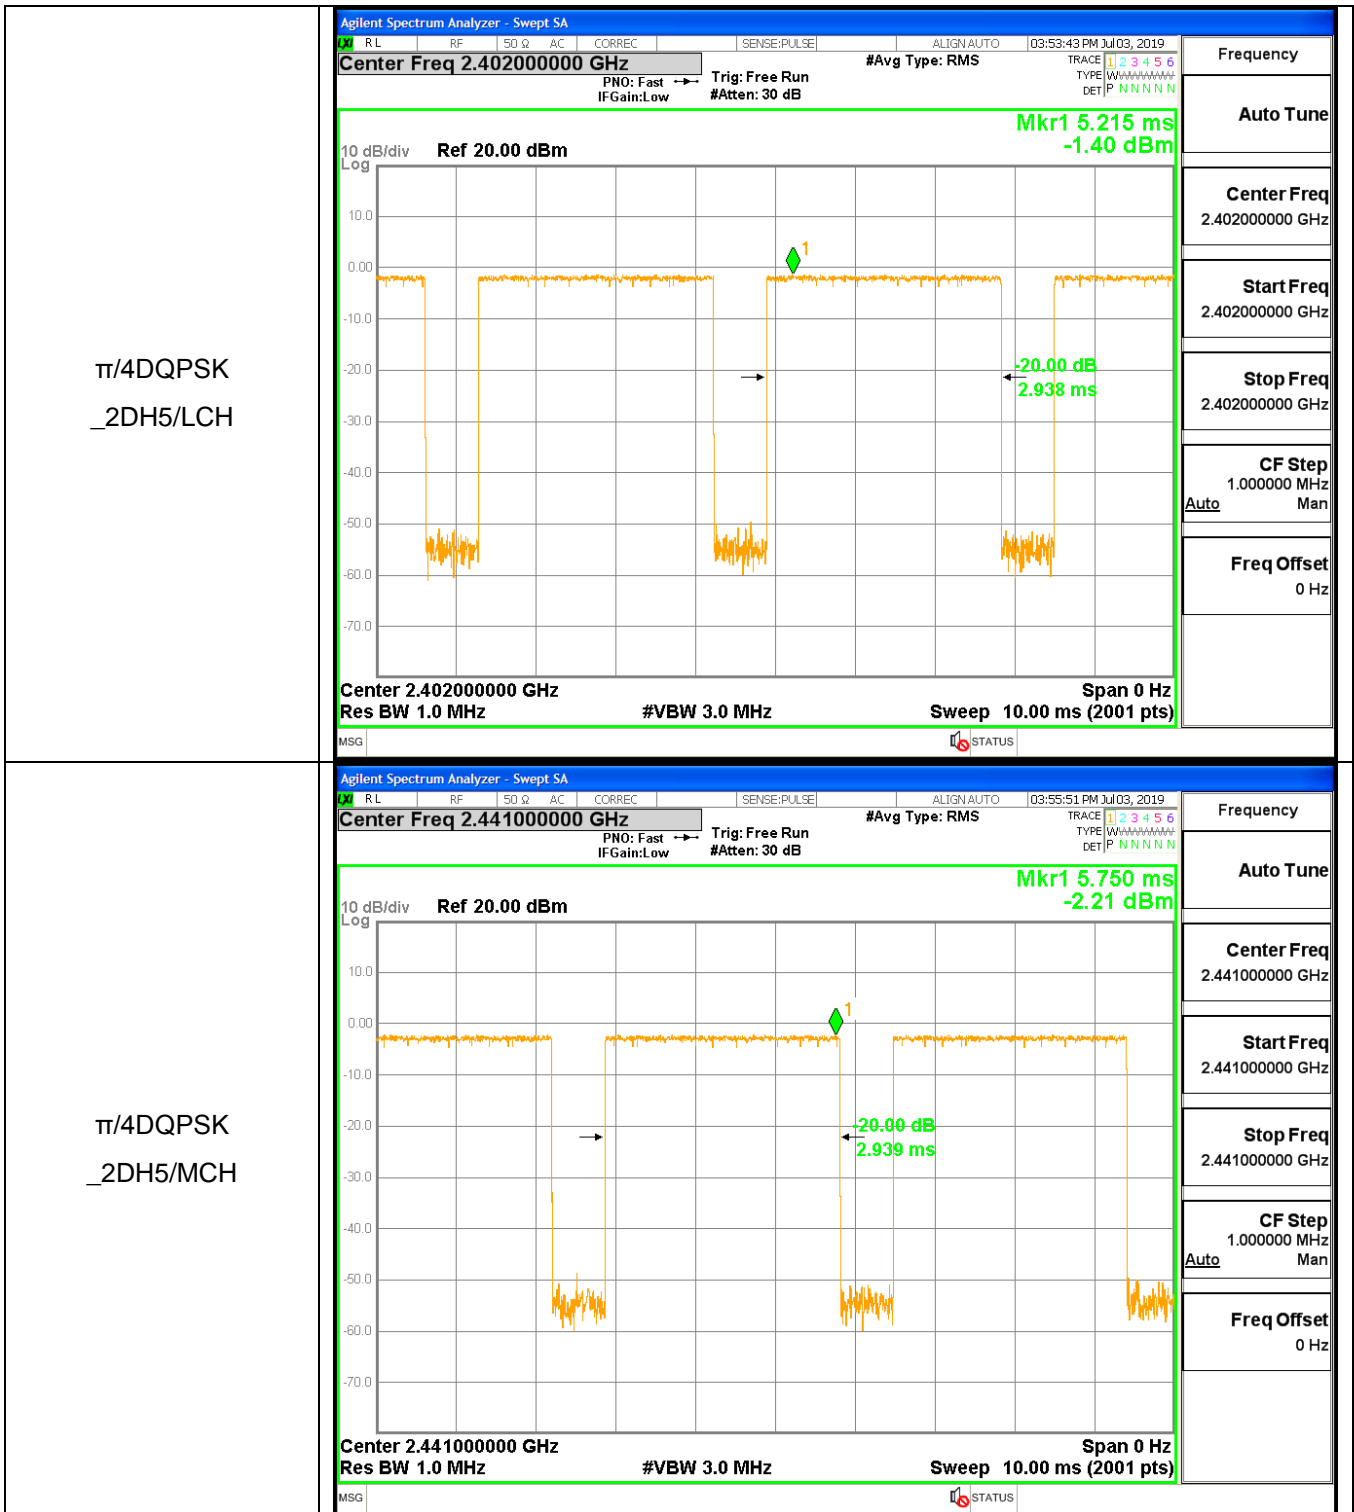 π/4DQPSK
_2DH5/LCH
Agilent Spectrum Analyzer - Swept SA
LXI RL RF 50 Ω AC CORREC SENSE:PULSE ALIGN AUTO 03:53:43 PM Jul 03, 2019
Center Freq 2.402000000 GHz
#Avg Type: RMS
TRACE 1 2 3 4 5 6
PNO: Fast Trig: Free Run
TYPE WWWWWWW
IFGain:Low #Atten: 30 dB
DET P N N N N N
Mkr1 5.215 ms
-1.40 dBm
10 dB/div Ref 20.00 dBm
Log
10.0
0.00
-10.0
-20.0
-30.0
-40.0
-50.0
-60.0
-70.0
1
-20.00 dB
2.938 ms
Center 2.402000000 GHz Span 0 Hz
Res BW 1.0 MHz #VBW 3.0 MHz Sweep 10.00 ms (2001 pts)
MSG STATUS
Frequency
Auto Tune
Center Freq
2.402000000 GHz
Start Freq
2.402000000 GHz
Stop Freq
2.402000000 GHz
CF Step
1.000000 MHz
Auto Man
Freq Offset
0 Hz
π/4DQPSK
_2DH5/MCH
Agilent Spectrum Analyzer - Swept SA
LXI RL RF 50 Ω AC CORREC SENSE:PULSE ALIGN AUTO 03:55:51 PM Jul 03, 2019
Center Freq 2.441000000 GHz
#Avg Type: RMS
TRACE 1 2 3 4 5 6
PNO: Fast Trig: Free Run
TYPE WWWWWWW
IFGain:Low #Atten: 30 dB
DET P N N N N N
Mkr1 5.750 ms
-2.21 dBm
10 dB/div Ref 20.00 dBm
Log
10.0
0.00
-10.0
-20.0
-30.0
-40.0
-50.0
-60.0
-70.0
1
-20.00 dB
2.939 ms
Center 2.441000000 GHz Span 0 Hz
Res BW 1.0 MHz #VBW 3.0 MHz Sweep 10.00 ms (2001 pts)
MSG STATUS
Frequency
Auto Tune
Center Freq
2.441000000 GHz
Start Freq
2.441000000 GHz
Stop Freq
2.441000000 GHz
CF Step
1.000000 MHz
Auto Man
Freq Offset
0 Hz